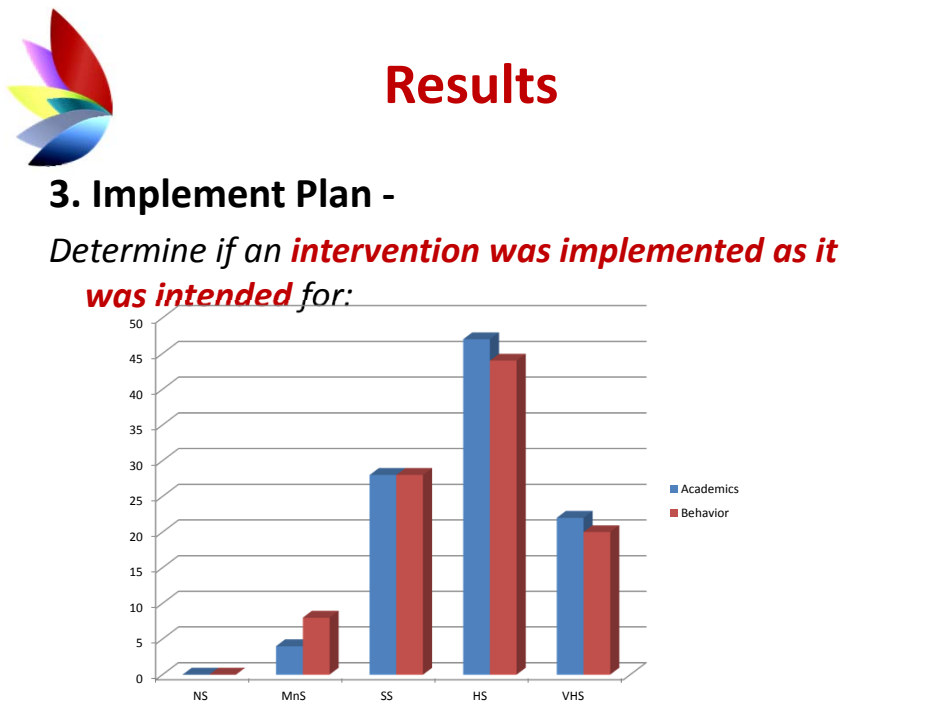 Results
3. Implement Plan -
Determine if an intervention was implemented as it
was intended for:
50
45
40
35
30
25
20
15
10
5
0
NS MnS SS HS VHS
Academics
Behavior